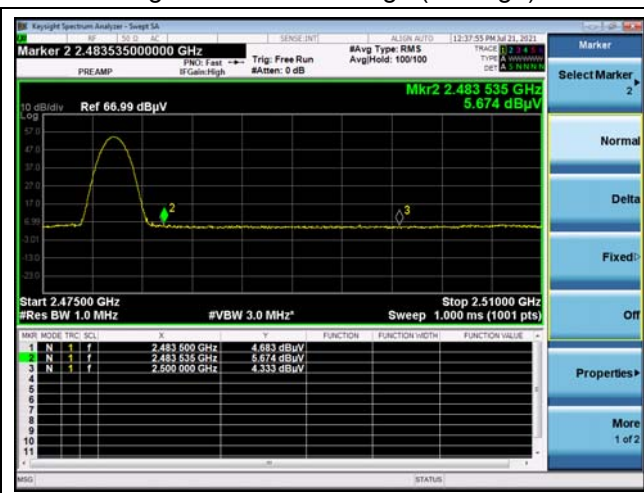 Keysight Spectrum Analyzer - Swept SA
RF 50 Ω AC SENSE:INT ALIGN AUTO 12:37:55 PM Jul 21, 2021
Marker 2 2.483535000000 GHz
PREAMP
PNO: Fast
IFGain:High
Trig: Free Run
#Atten: 0 dB
#Avg Type: RMS
Avg|Hold: 100/100
TRACE 1 2 3 4 5 6
TYPE A WWWWW
DET A S NNNN
Mkr2 2.483 535 GHz
5.674 dBµV
10 dB/div Ref 66.99 dBµV
Log
57.0
47.0
37.0
27.0
17.0
6.99
-3.01
-13.0
-23.0
2
3
Start 2.47500 GHz Stop 2.51000 GHz
#Res BW 1.0 MHz #VBW 3.0 MHz* Sweep 1.000 ms (1001 pts)
MKR MODE TRC SCL X Y FUNCTION FUNCTION WIDTH FUNCTION VALUE
1 N 1 f 2.483 500 GHz 4.683 dBµV
2 N 1 f 2.483 535 GHz 5.674 dBµV
3 N 1 f 2.500 000 GHz 4.333 dBµV
4
5
6
7
8
9
10
11
MSG STATUS
Marker
Select Marker
2
Normal
Delta
Fixed
Off
Properties
More
1 of 2